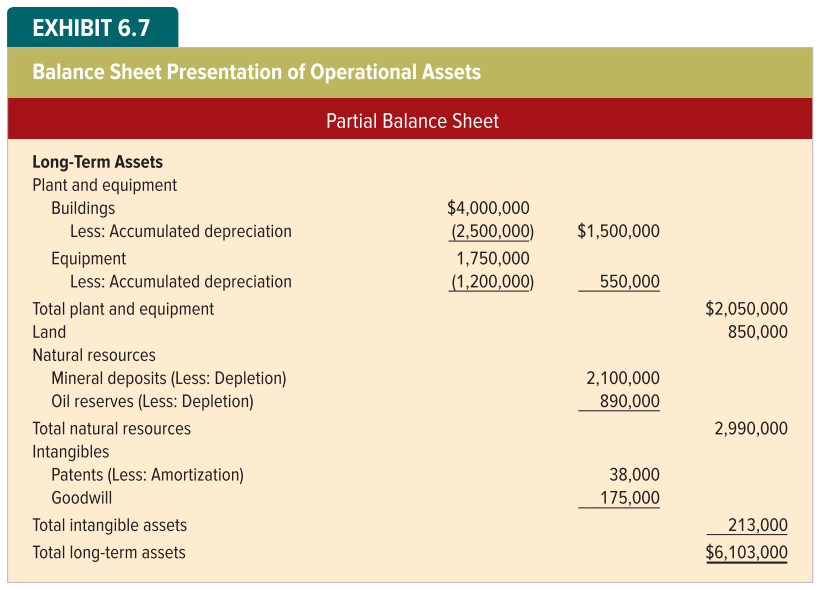 EXHIBIT 6.7
Balance Sheet Presentation of Operational Assets
Partial Balance Sheet
Long-Term Assets
Plant and equipment
Buildings $4,000,000
Less: Accumulated depreciation (2,500,000) $1,500,000
Equipment 1,750,000
Less: Accumulated depreciation (1,200,000) 550,000
Total plant and equipment $2,050,000
Land 850,000
Natural resources
Mineral deposits (Less: Depletion) 2,100,000
Oil reserves (Less: Depletion) 890,000
Total natural resources 2,990,000
Intangibles
Patents (Less: Amortization) 38,000
Goodwill 175,000
Total intangible assets 213,000
Total long-term assets $6,103,000